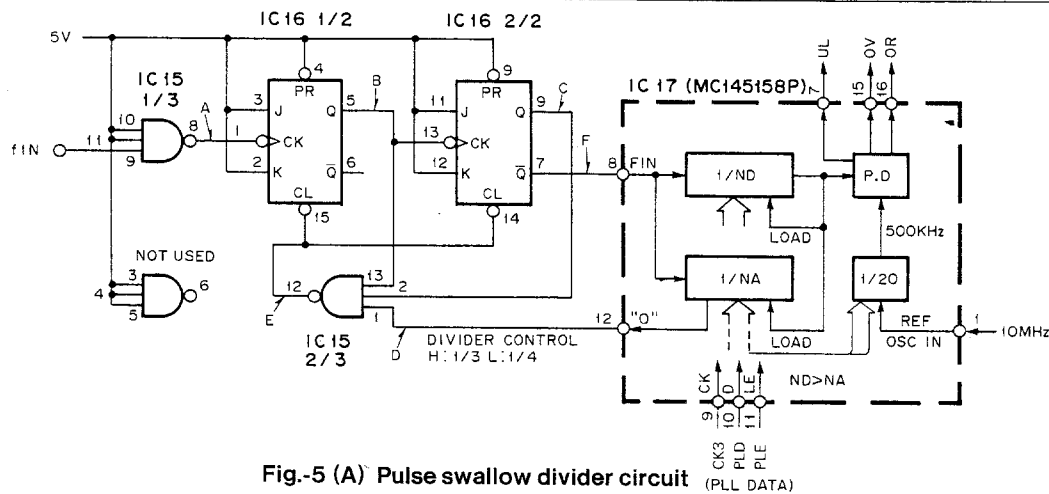 IC16 1/2
IC16 2/2
5V
IC15
1/3
A
10
11
9
8
fIN
3
1
2
J
CK
K
PR
4
Q
5
B
Q
6
CL
15
11
13
12
J
CK
K
PR
9
Q
9
C
Q
7
CL
14
F
8
FIN
IC17 (MC145158P)
7
15
16
UL
OV
OR
1/ND
P.D
LOAD
500KHz
1/NA
1/20
LOAD
REF
OSC IN
1
10MHz
NOT USED
3
4
5
6
12
13
2
1
E
IC15
2/3
D
DIVIDER CONTROL
H:1/3 L:1/4
12
"O"
ND>NA
CK
D
LE
9
10
11
CK3
PLD
PLE
(PLL DATA)
Fig.-5 (A) Pulse swallow divider circuit